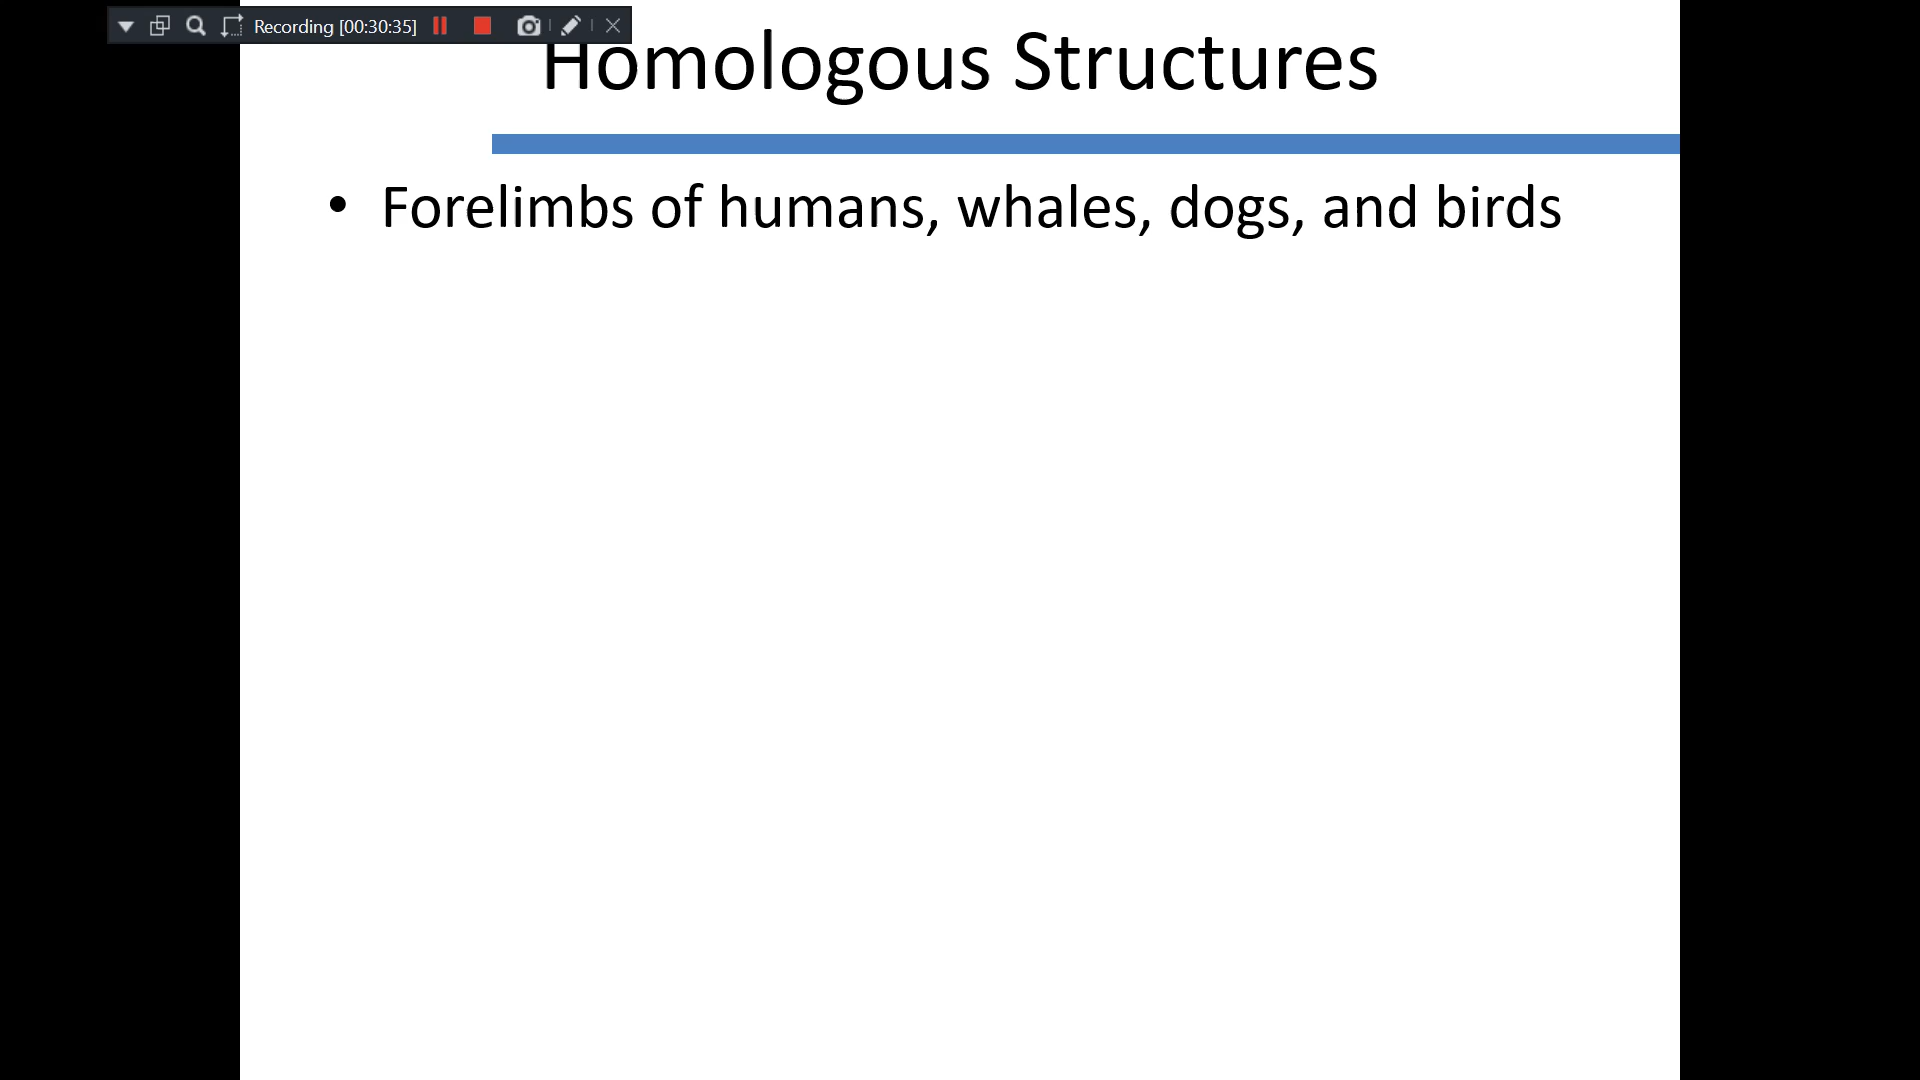 Recording [00:30:35]
Homologous Structures
• Forelimbs of humans, whales, dogs, and birds